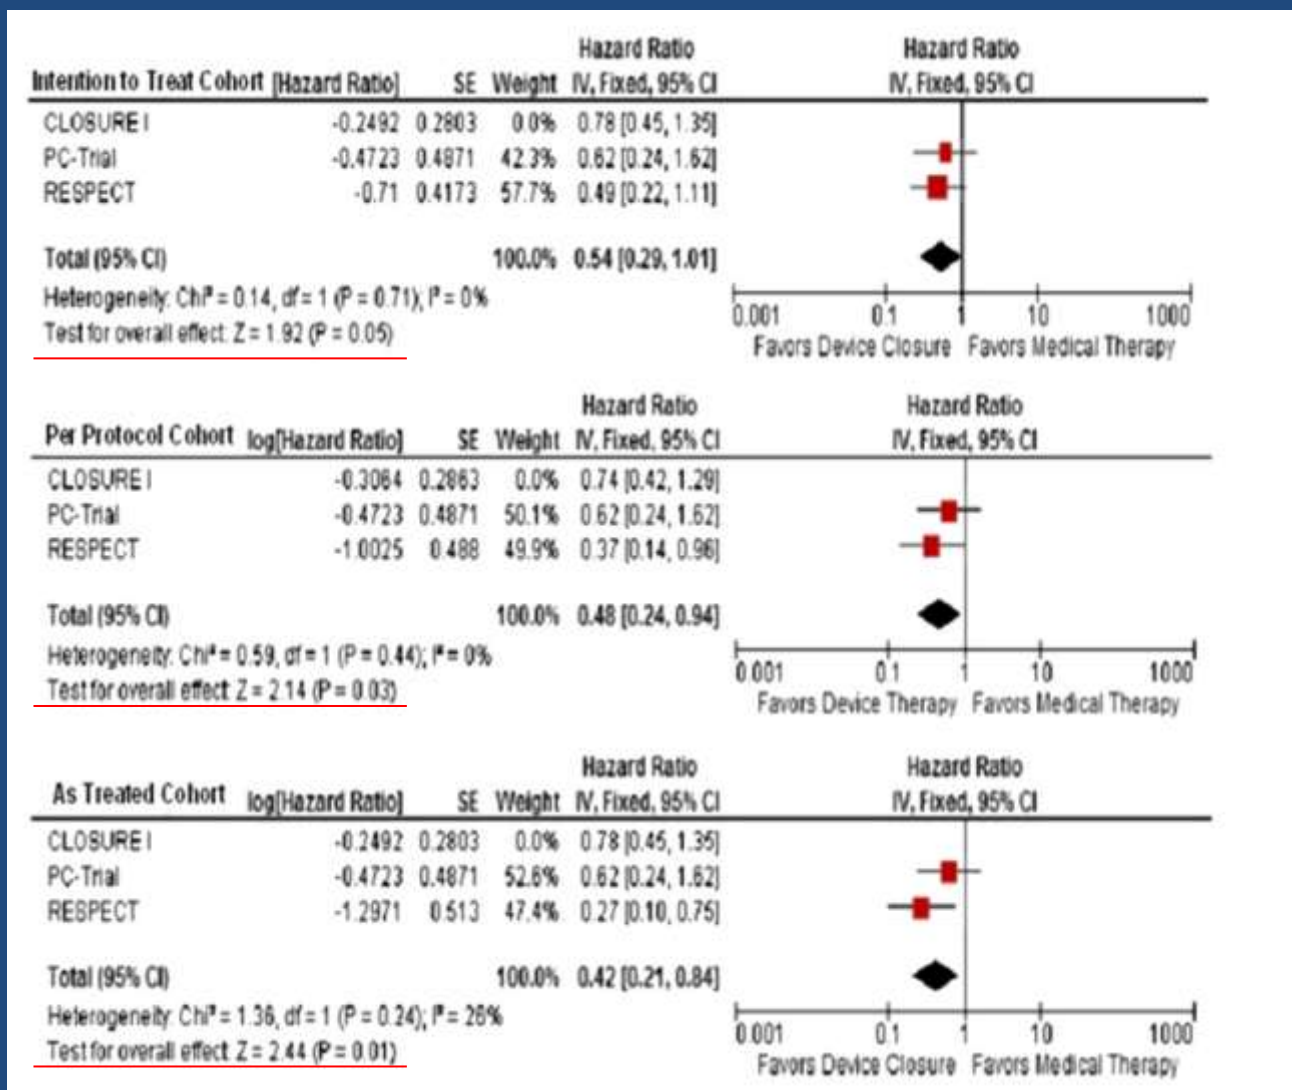 Hazard Ratio Hazard Ratio
Intention to Treat Cohort [Hazard Ratio] SE Weight IV, Fixed, 95% CI IV, Fixed, 95% CI
CLOSURE I -0.2492 0.2803 0.0% 0.78 [0.45, 1.35]
PC-Trial -0.4723 0.4871 42.3% 0.62 [0.24, 1.62]
RESPECT -0.71 0.4173 57.7% 0.49 [0.22, 1.11]
Total (95% CI) 100.0% 0.54 [0.29, 1.01]
Heterogeneity: Chi² = 0.14, df = 1 (P = 0.71); I² = 0%
Test for overall effect: Z = 1.92 (P = 0.05)
0.001 0.1 1 10 1000
Favors Device Closure Favors Medical Therapy
Hazard Ratio Hazard Ratio
Per Protocol Cohort log[Hazard Ratio] SE Weight IV, Fixed, 95% CI IV, Fixed, 95% CI
CLOSURE I -0.3064 0.2863 0.0% 0.74 [0.42, 1.29]
PC-Trial -0.4723 0.4871 50.1% 0.62 [0.24, 1.62]
RESPECT -1.0025 0.488 49.9% 0.37 [0.14, 0.96]
Total (95% CI) 100.0% 0.48 [0.24, 0.94]
Heterogeneity: Chi² = 0.59, df = 1 (P = 0.44); I² = 0%
Test for overall effect: Z = 2.14 (P = 0.03)
0.001 0.1 1 10 1000
Favors Device Therapy Favors Medical Therapy
Hazard Ratio Hazard Ratio
As Treated Cohort log[Hazard Ratio] SE Weight IV, Fixed, 95% CI IV, Fixed, 95% CI
CLOSURE I -0.2492 0.2803 0.0% 0.78 [0.45, 1.35]
PC-Trial -0.4723 0.4871 52.6% 0.62 [0.24, 1.62]
RESPECT -1.2971 0.513 47.4% 0.27 [0.10, 0.75]
Total (95% CI) 100.0% 0.42 [0.21, 0.84]
Heterogeneity: Chi² = 1.36, df = 1 (P = 0.24); I² = 26%
Test for overall effect: Z = 2.44 (P = 0.01)
0.001 0.1 1 10 1000
Favors Device Closure Favors Medical Therapy